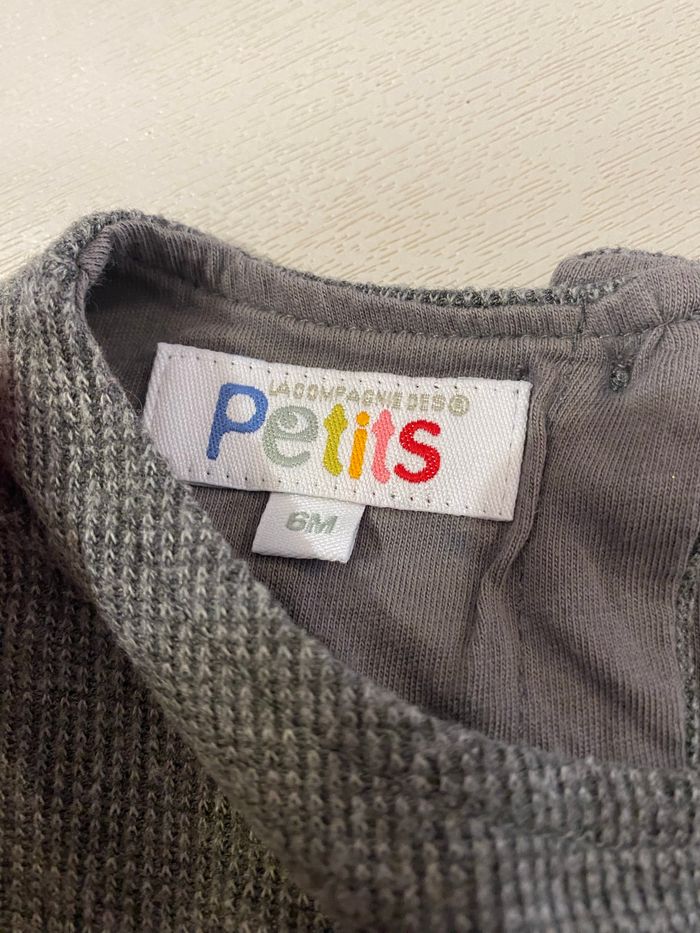 LA COMPAGNIE DES®
Petits
6M